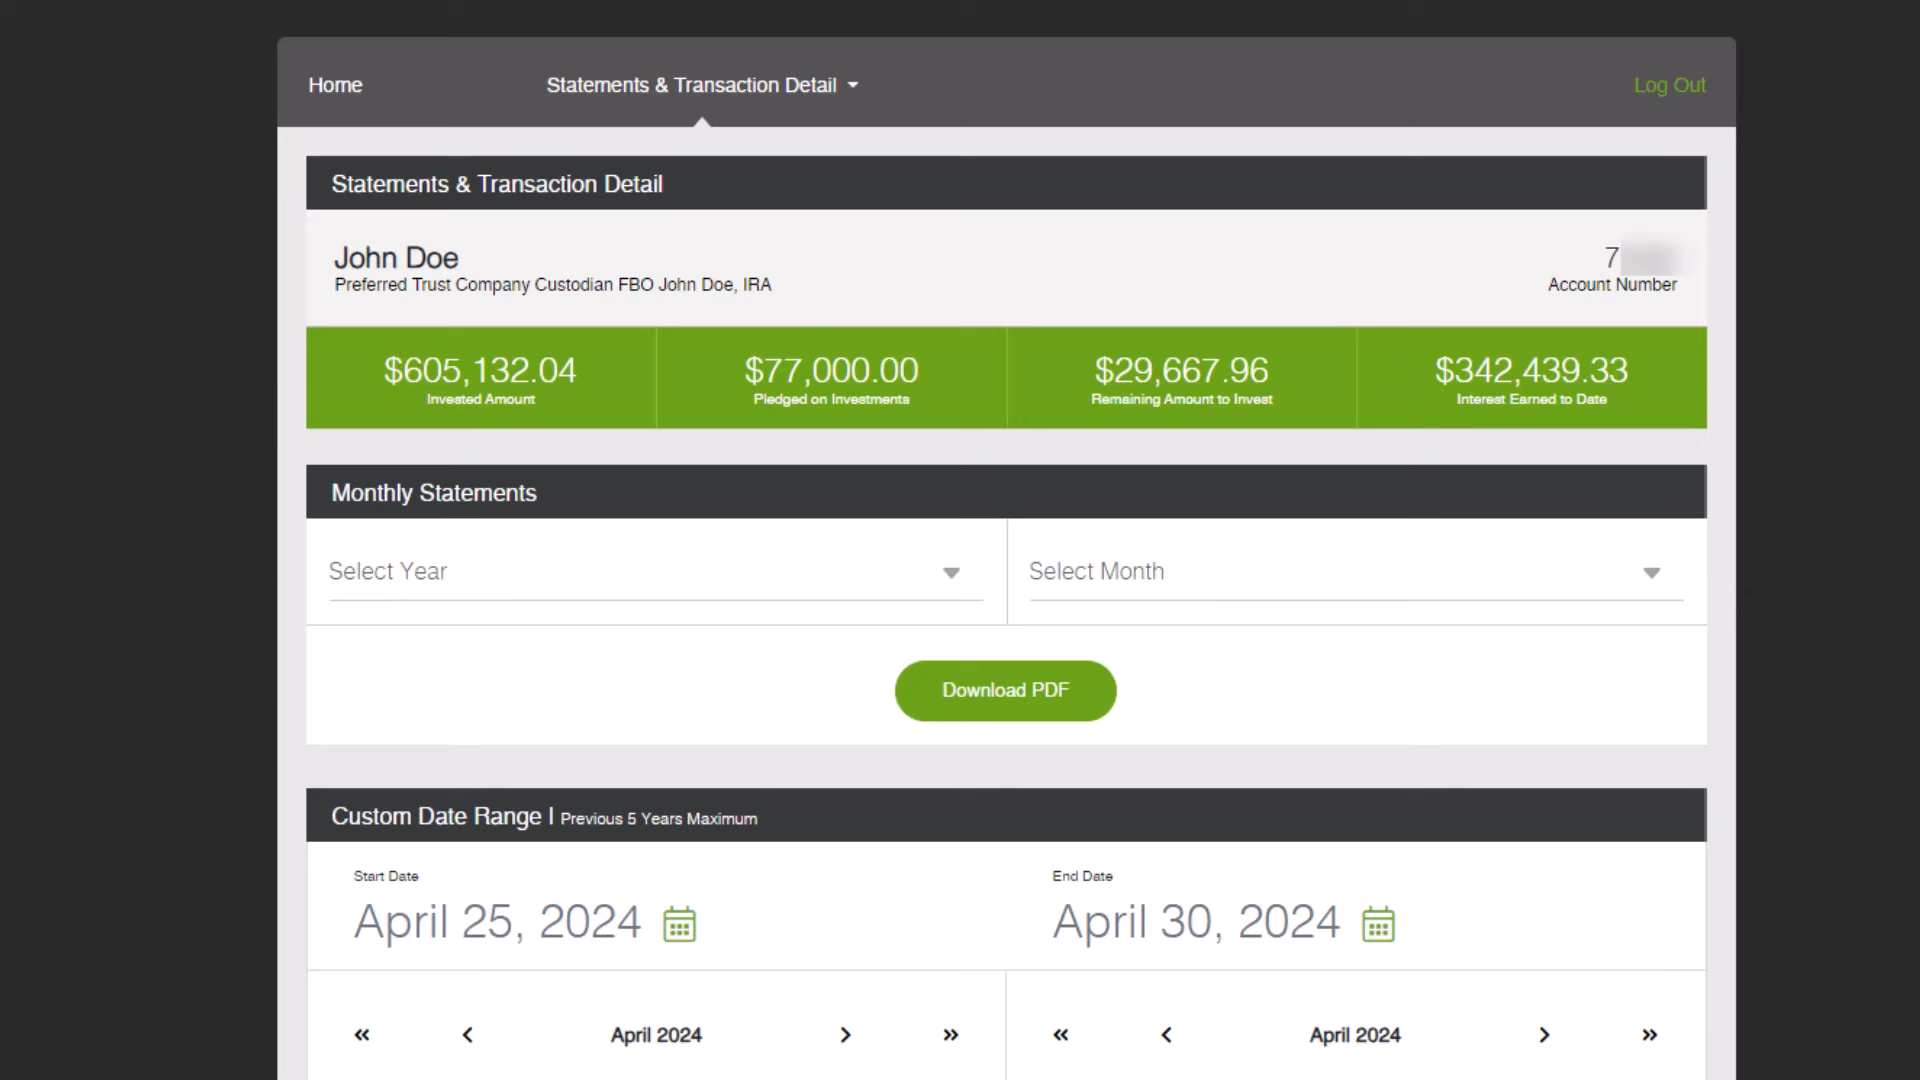 Home
Statements & Transaction Detail
Log Out
Statements & Transaction Detail
John Doe
7
Preferred Trust Company Custodian FBO John Doe, IRA
Account Number
$605,132.04
$77,000.00
$29,667.96
$342,439.33
Invested Amount
Pledged on Investments
Remaining Amount to Invest
Interest Earned to Date
Monthly Statements
Select Year
Select Month
Download PDF
Custom Date Range | Previous 5 Years Maximum
Start Date
End Date
April 25, 2024
April 30, 2024
« ‹ April 2024 › »
« ‹ April 2024 › »